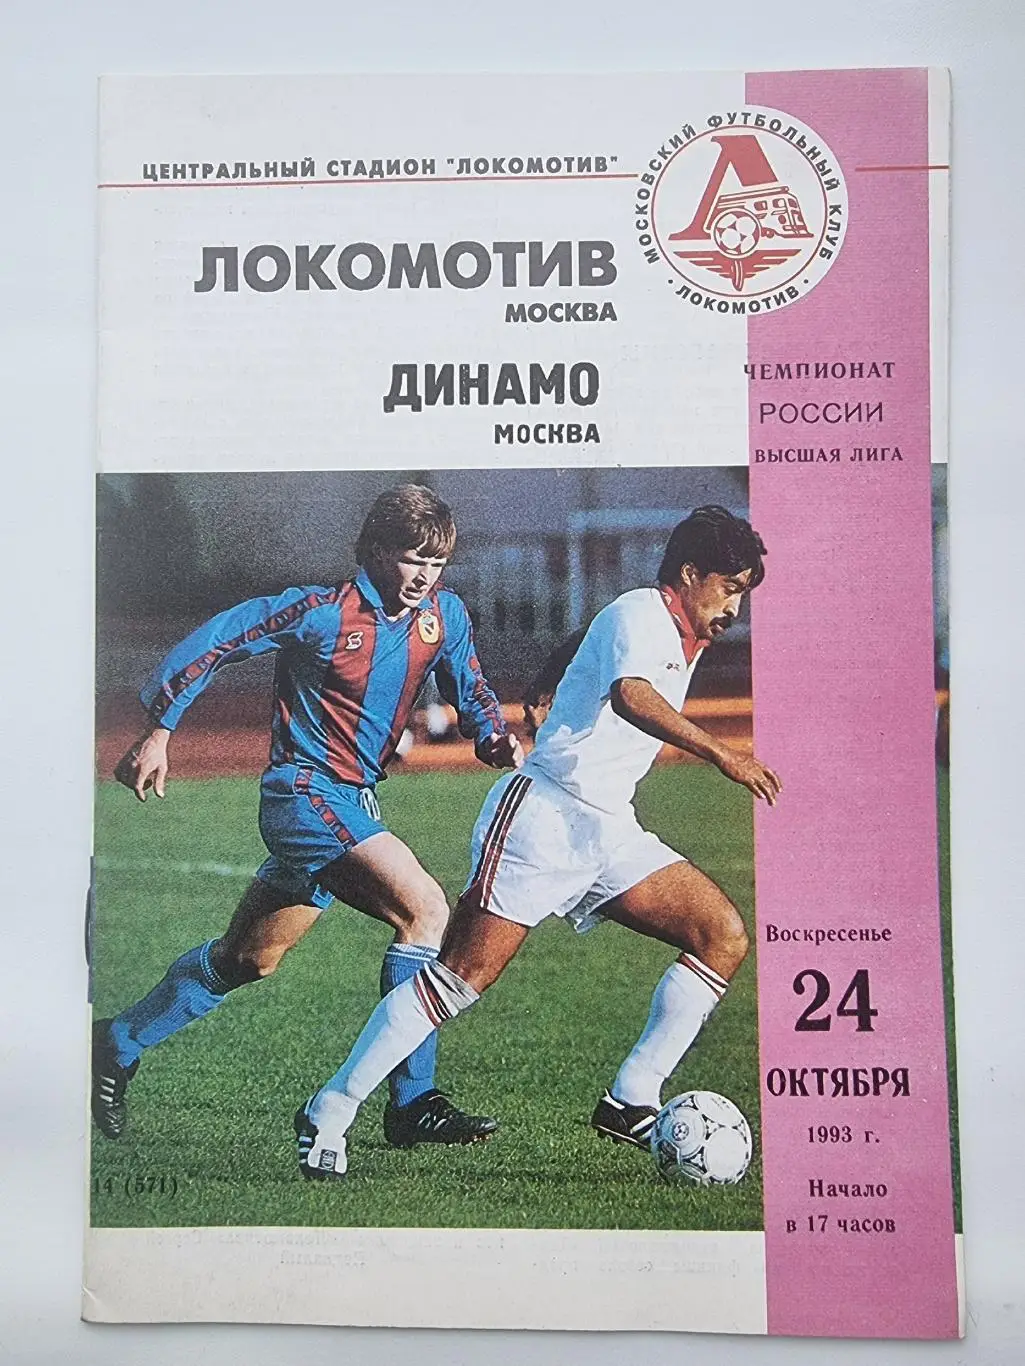 ЦЕНТРАЛЬНЫЙ СТАДИОН "ЛОКОМОТИВ"
МОСКОВСКИЙ ФУТБОЛЬНЫЙ КЛУБ
· ЛОКОМОТИВ ·
ЛОКОМОТИВ
МОСКВА
ДИНАМО
МОСКВА
ЧЕМПИОНАТ
РОССИИ
ВЫСШАЯ ЛИГА
Воскресенье
24
ОКТЯБРЯ
1993 г.
Начало
в 17 часов
14 (571)